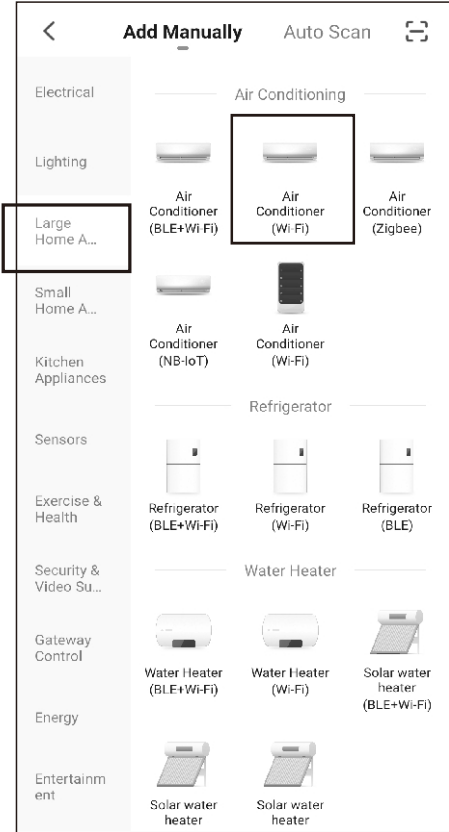 Add Manually
Auto Scan
Electrical
Lighting
Large
Home A...
Small
Home A...
Kitchen
Appliances
Sensors
Exercise &
Health
Security &
Video Su...
Gateway
Control
Energy
Entertainm
ent
Air Conditioning
Air
Conditioner
(BLE+Wi-Fi)
Air
Conditioner
(Wi-Fi)
Air
Conditioner
(Zigbee)
Air
Conditioner
(NB-IoT)
Air
Conditioner
(Wi-Fi)
Refrigerator
Refrigerator
(BLE+Wi-Fi)
Refrigerator
(Wi-Fi)
Refrigerator
(BLE)
Water Heater
Water Heater
(BLE+Wi-Fi)
Water Heater
(Wi-Fi)
Solar water
heater
(BLE+Wi-Fi)
Solar water
heater
Solar water
heater